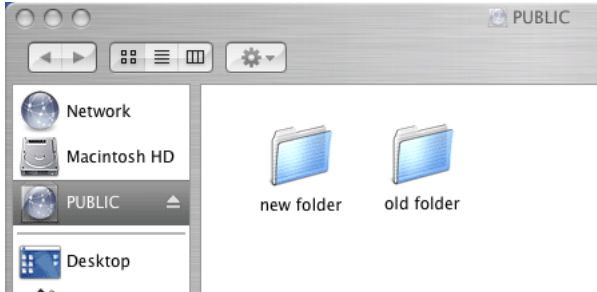 PUBLIC
Network
Macintosh HD
PUBLIC
Desktop
new folder
old folder